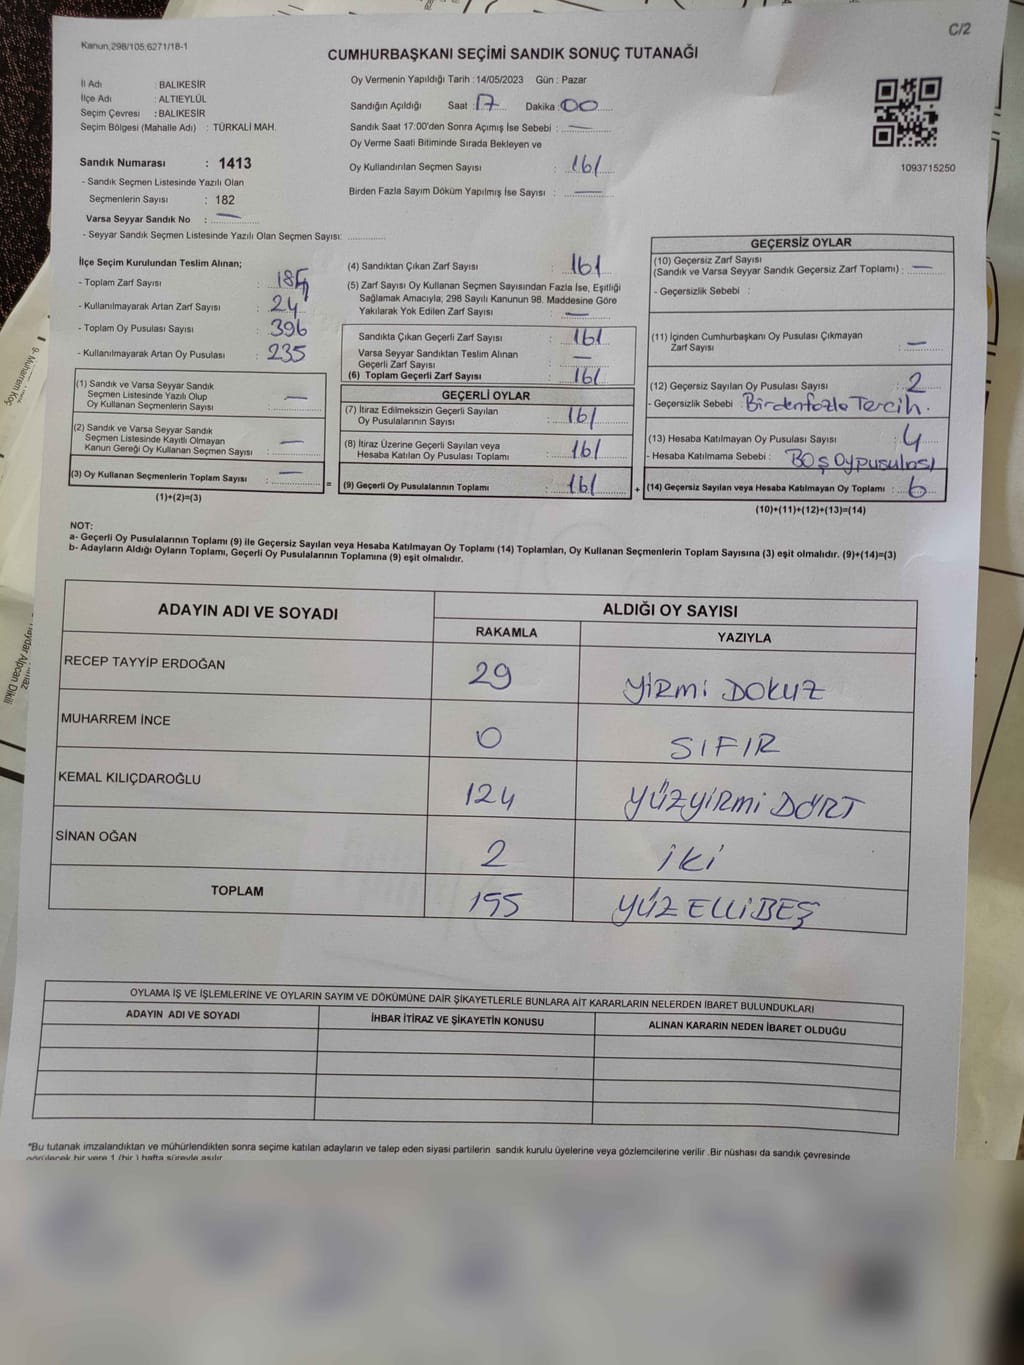 C/2
Kanun,298/105,6271/18-1
CUMHURBAŞKANI SEÇİMİ SANDIK SONUÇ TUTANAĞI
İl Adı : BALIKESİR
İlçe Adı : ALTIEYLÜL
Seçim Çevresi : BALIKESİR
Seçim Bölgesi (Mahalle Adı) : TÜRKALİ MAH.
Sandık Numarası : 1413
- Sandık Seçmen Listesinde Yazılı Olan
Seçmenlerin Sayısı : 182
Varsa Seyyar Sandık No : —
- Seyyar Sandık Seçmen Listesinde Yazılı Olan Seçmen Sayısı: ............
Oy Vermenin Yapıldığı Tarih : 14/05/2023 Gün : Pazar
Sandığın Açıldığı Saat : 17 Dakika : 00
Sandık Saat 17:00'den Sonra Açımış İse Sebebi : —
Oy Verme Saati Bitiminde Sırada Bekleyen ve
Oy Kullandırılan Seçmen Sayısı : 161
Birden Fazla Sayım Döküm Yapılmış İse Sayısı : —
1093715250
İlçe Seçim Kurulundan Teslim Alınan;
- Toplam Zarf Sayısı :
- Kullanılmayarak Artan Zarf Sayısı : 24
- Toplam Oy Pusulası Sayısı : 396
- Kullanılmayarak Artan Oy Pusulası : 235
(1) Sandık ve Varsa Seyyar Sandık
Seçmen Listesinde Yazılı Olup
Oy Kullanan Seçmenlerin Sayısı : —
(2) Sandık ve Varsa Seyyar Sandık
Seçmen Listesinde Kayıtlı Olmayan
Kanun Gereği Oy Kullanan Seçmen Sayısı : —
(3) Oy Kullanan Seçmenlerin Toplam Sayısı : — =
(1)+(2)=(3)
(4) Sandıktan Çıkan Zarf Sayısı : 161
(5) Zarf Sayısı Oy Kullanan Seçmen Sayısından Fazla İse, Eşitliği
Sağlamak Amacıyla; 298 Sayılı Kanunun 98. Maddesine Göre
Yakılarak Yok Edilen Zarf Sayısı : —
Sandıkta Çıkan Geçerli Zarf Sayısı : 161
Varsa Seyyar Sandıktan Teslim Alınan
Geçerli Zarf Sayısı : —
(6) Toplam Geçerli Zarf Sayısı : 161
GEÇERLİ OYLAR
(7) İtiraz Edilmeksizin Geçerli Sayılan
Oy Pusulalarının Sayısı : 161
(8) İtiraz Üzerine Geçerli Sayılan veya
Hesaba Katılan Oy Pusulası Toplamı : 161
(9) Geçerli Oy Pusulalarının Toplamı : 161 +
GEÇERSİZ OYLAR
(10) Geçersiz Zarf Sayısı
(Sandık ve Varsa Seyyar Sandık Geçersiz Zarf Toplamı) : —
- Geçersizlik Sebebi :
(11) İçinden Cumhurbaşkanı Oy Pusulası Çıkmayan
Zarf Sayısı : —
(12) Geçersiz Sayılan Oy Pusulası Sayısı : 2
- Geçersizlik Sebebi : Birdenfazla Tercih.
(13) Hesaba Katılmayan Oy Pusulası Sayısı : 4
- Hesaba Katılmama Sebebi : Boş Oypusulası
(14) Geçersiz Sayılan veya Hesaba Katılmayan Oy Toplamı : 6
(10)+(11)+(12)+(13)=(14)
NOT:
a- Geçerli Oy Pusulalarının Toplamı (9) ile Geçersiz Sayılan veya Hesaba Katılmayan Oy Toplamı (14) Toplamları, Oy Kullanan Seçmenlerin Toplam Sayısına (3) eşit olmalıdır. (9)+(14)=(3)
b- Adayların Aldığı Oyların Toplamı, Geçerli Oy Pusulalarının Toplamına (9) eşit olmalıdır.
ADAYIN ADI VE SOYADI ALDIĞI OY SAYISI
RAKAMLA YAZIYLA
RECEP TAYYİP ERDOĞAN 29 YİRMİ DOKUZ
MUHARREM İNCE 0 SIFIR
KEMAL KILIÇDAROĞLU 124 YÜZYİRMİ DÖRT
SİNAN OĞAN 2 İKİ
TOPLAM 155 YÜZ ELLİBEŞ
OYLAMA İŞ VE İŞLEMLERİNE VE OYLARIN SAYIM VE DÖKÜMÜNE DAİR ŞİKAYETLERLE BUNLARA AİT KARARLARIN NELERDEN İBARET BULUNDUKLARI
ADAYIN ADI VE SOYADI İHBAR İTİRAZ VE ŞİKAYETİN KONUSU ALINAN KARARIN NEDEN İBARET OLDUĞU
*Bu tutanak imzalandıktan ve mühürlendikten sonra seçime katılan adayların ve talep eden siyasi partilerin sandık kurulu üyelerine veya gözlemcilerine verilir .Bir nüshası da sandık çevresinde
görülecek bir yere 1 (bir ) hafta süreyle asılır.
9- Muharrem Koç
Haydar Alpcan Dikili